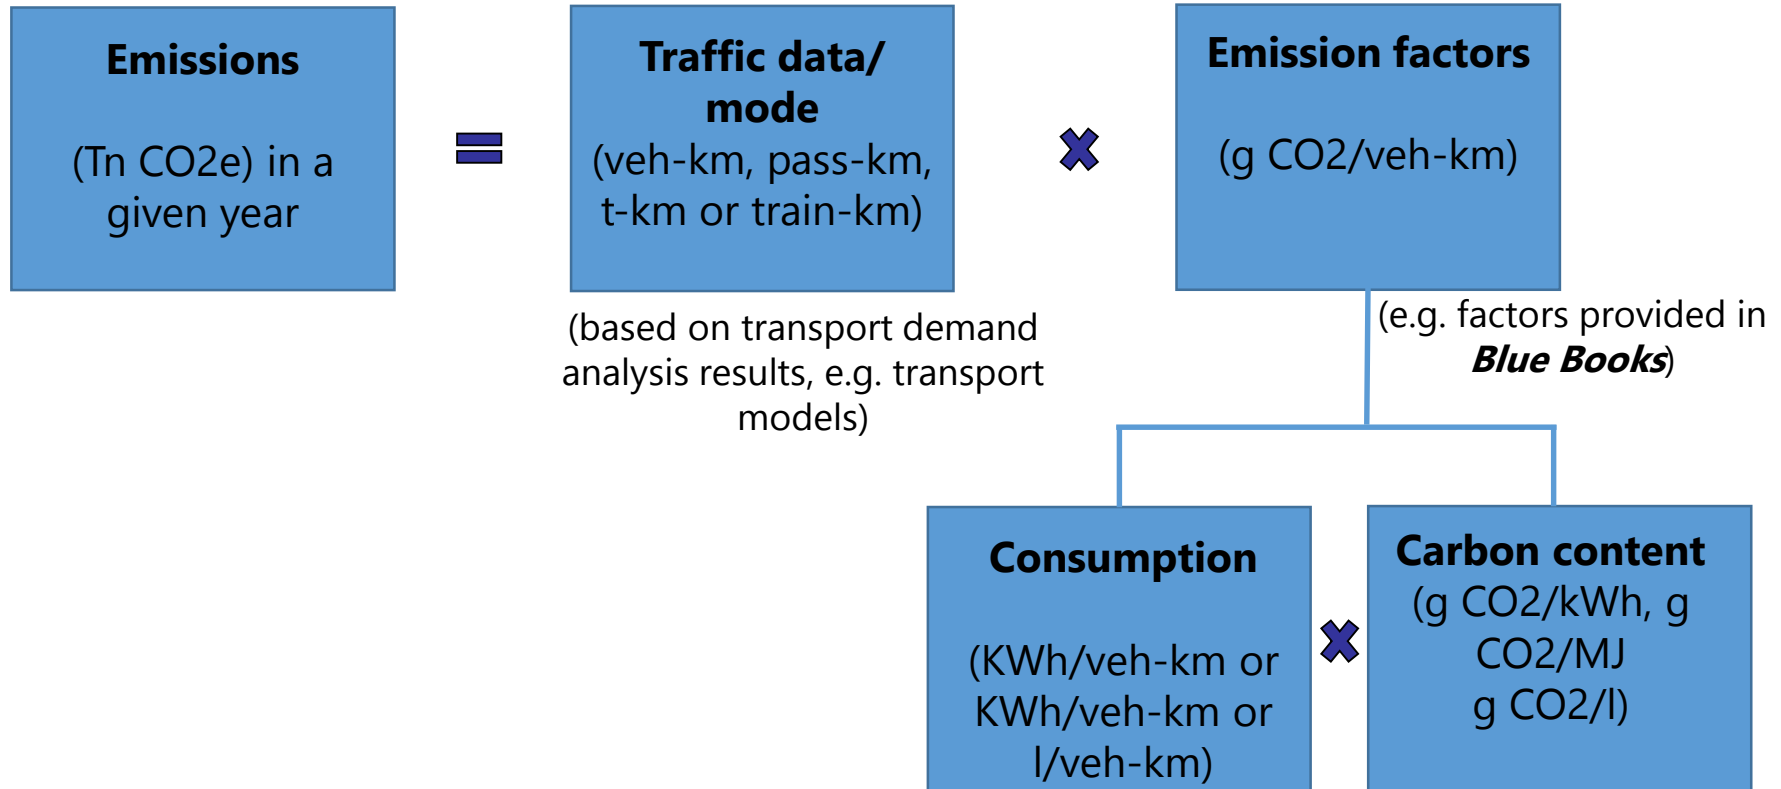 Emissions
(Tn CO2e) in a
given year
Traffic data/
mode
(veh-km, pass-km,
t-km or train-km)
Emission factors
(g CO2/veh-km)
(based on transport demand
analysis results, e.g. transport
models)
(e.g. factors provided in
Blue Books)
Consumption
(KWh/veh-km or
KWh/veh-km or
l/veh-km)
Carbon content
(g CO2/kWh, g
CO2/MJ
g CO2/l)